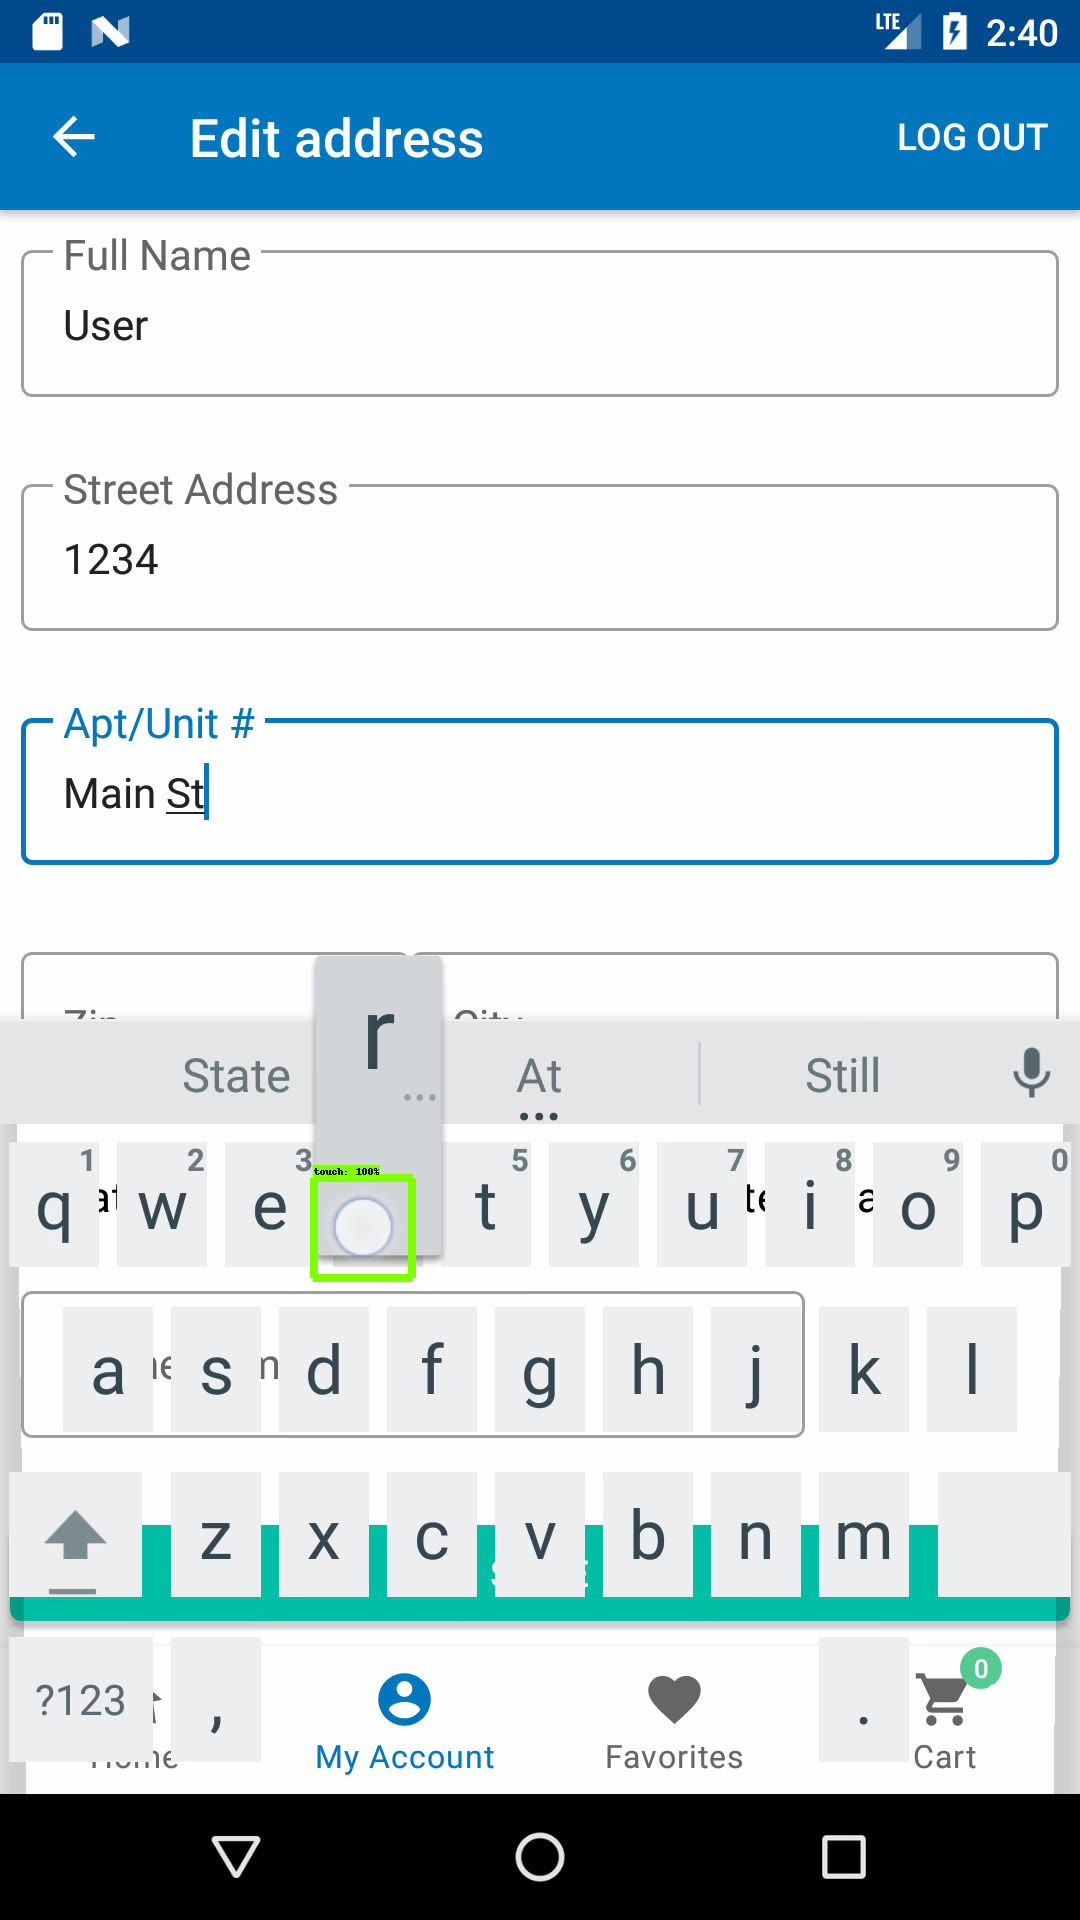 LTE 2:40
Edit address LOG OUT
Full Name
User
Street Address
1234
Apt/Unit #
Main St
r
State At Still
touch: 100%
1 2 3 5 6 7 8 9 0
q w e t y u i o p
a s d f g h j k l
z x c v b n m
?123 , .
0
My Account Favorites Cart